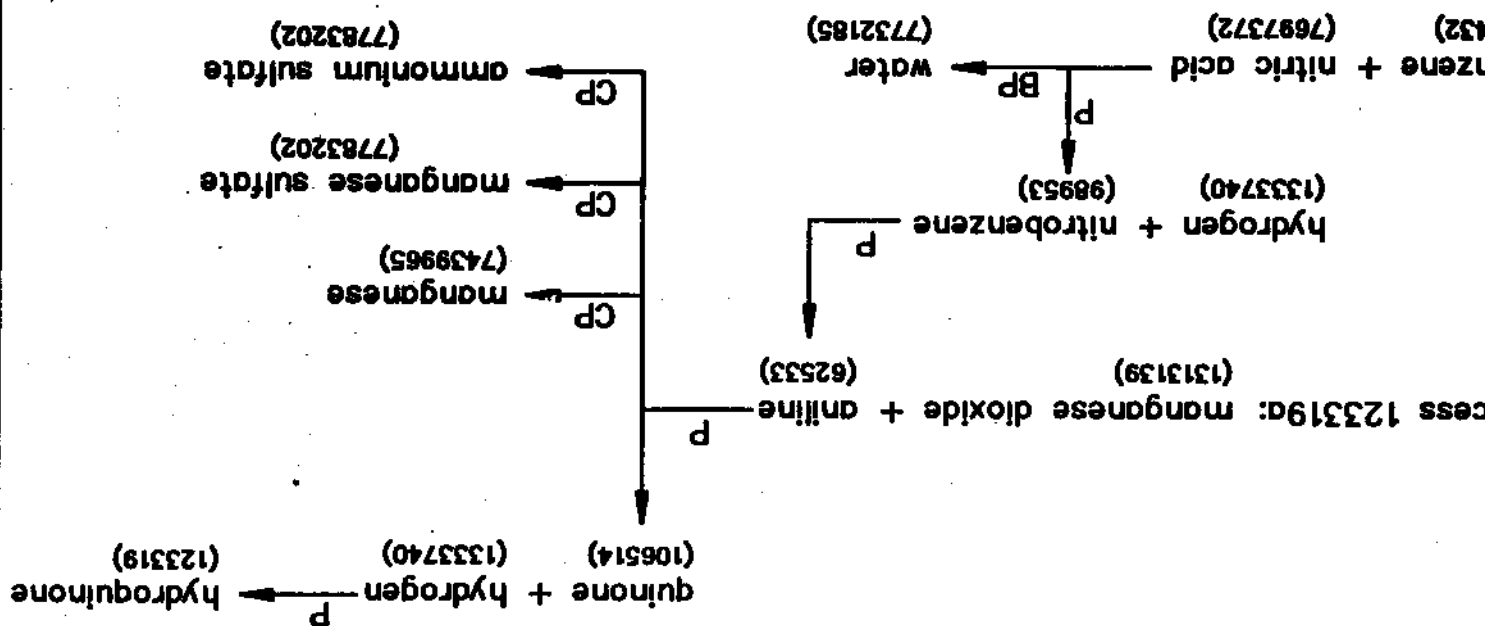 P
quinone + hydrogen hydroquinone
(106514) (1333740) (123319)
P
cess 123319a: manganese dioxide + aniline
(1313139) (62533)
CP
manganese
(7439965)
P
hydrogen + nitrobenzene
(1333740) (98953)
CP
manganese sulfate
(7783202)
P
CP
BP
ammonium sulfate
(7783202)
nzene + nitric acid water
432) (7697372) (7732185)